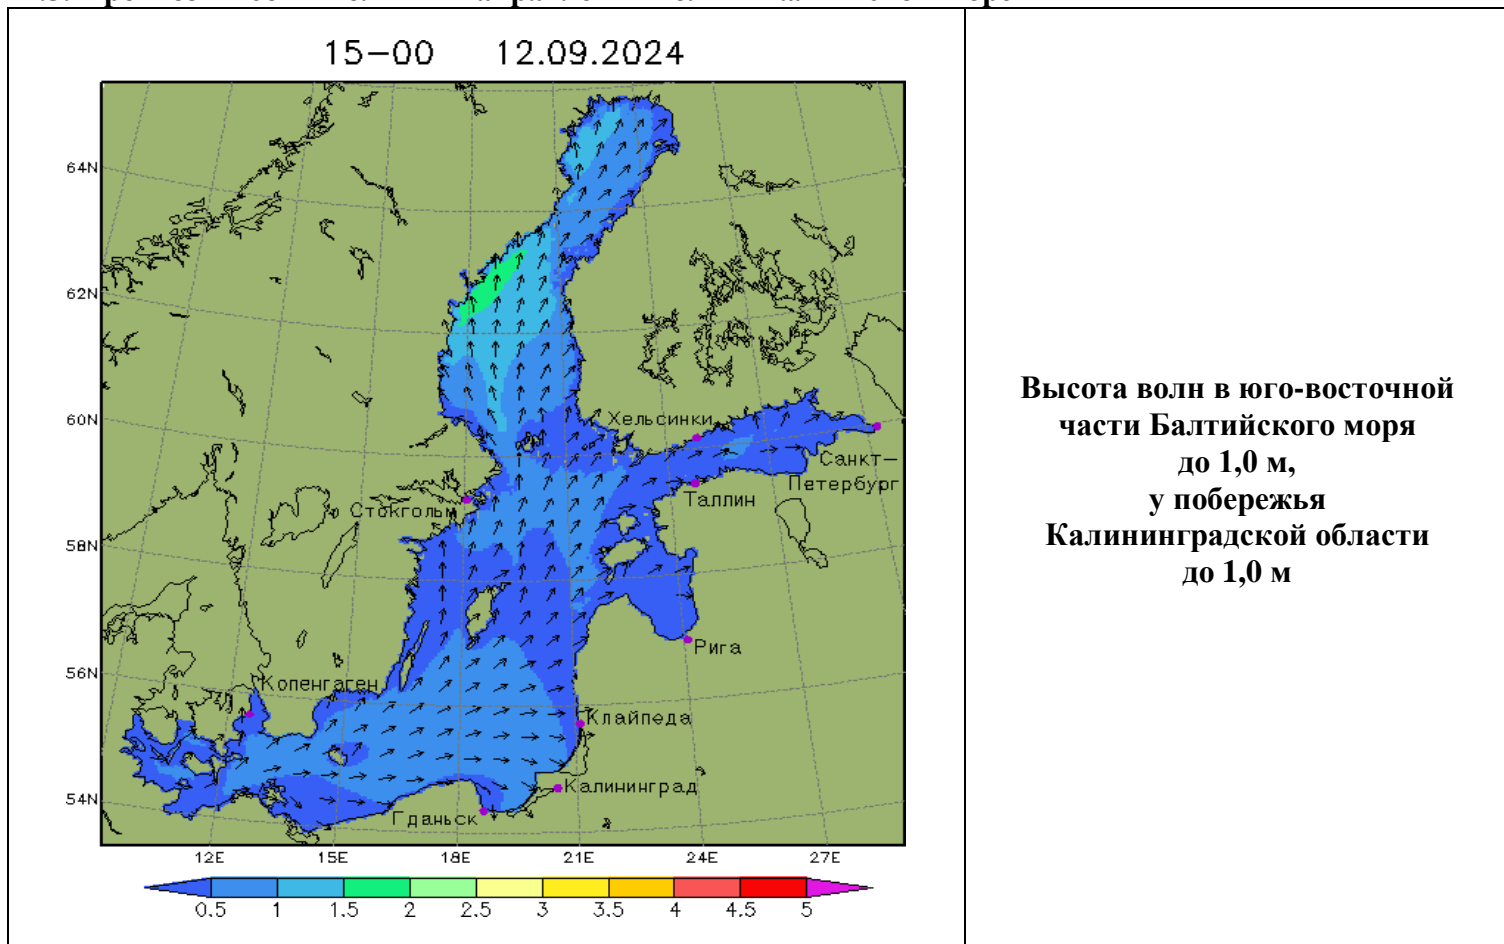 15-00 12.09.2024
64N
62N
60N
58N
56N
54N
Хельсинки
Санкт-
Петербург
Таллин
Стокгольм
Рига
Копенгаген
Клайпеда
Калининград
Гданьск
12E 15E 18E 21E 24E 27E
0.5 1 1.5 2 2.5 3 3.5 4 4.5 5
Высота волн в юго-восточной
части Балтийского моря
до 1,0 м,
у побережья
Калининградской области
до 1,0 м